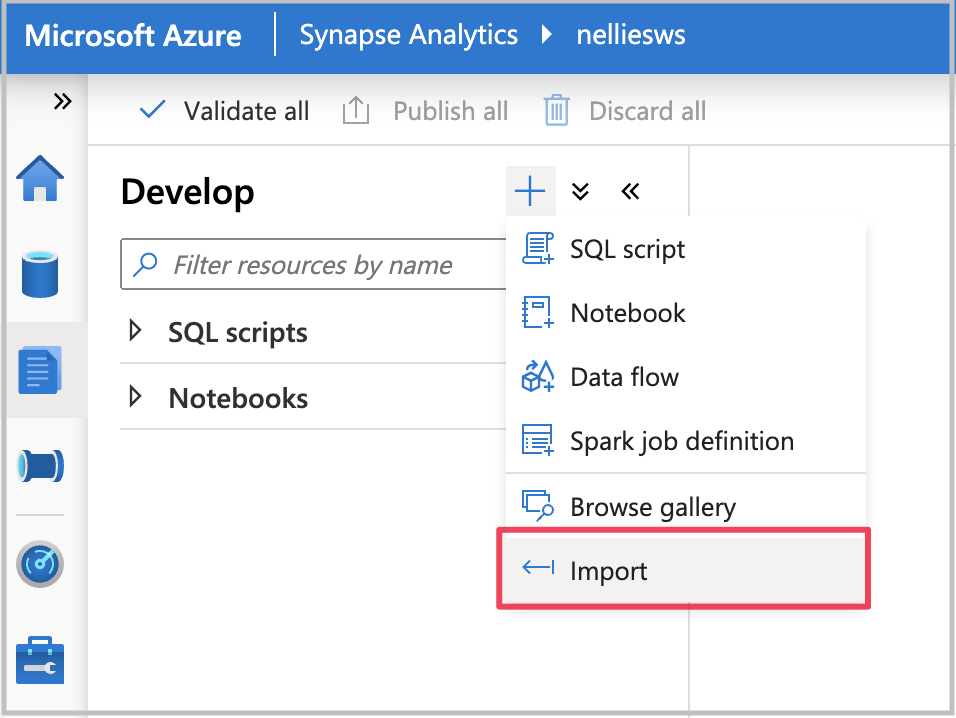 Microsoft Azure | Synapse Analytics nelliesws
Validate all Publish all Discard all
Develop
Filter resources by name
SQL scripts
Notebooks
SQL script
Notebook
Data flow
Spark job definition
Browse gallery
Import